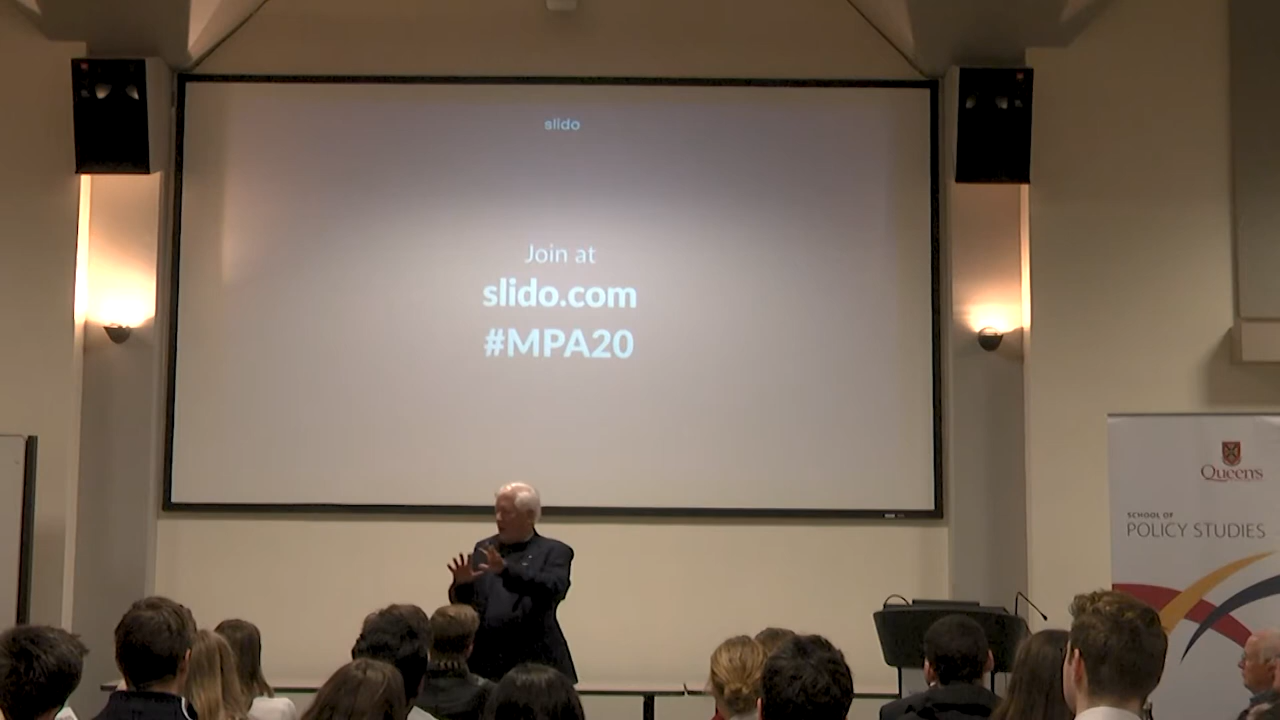 slido
Join at
slido.com
#MPA20
Queen's
SCHOOL OF
POLICY STUDIES